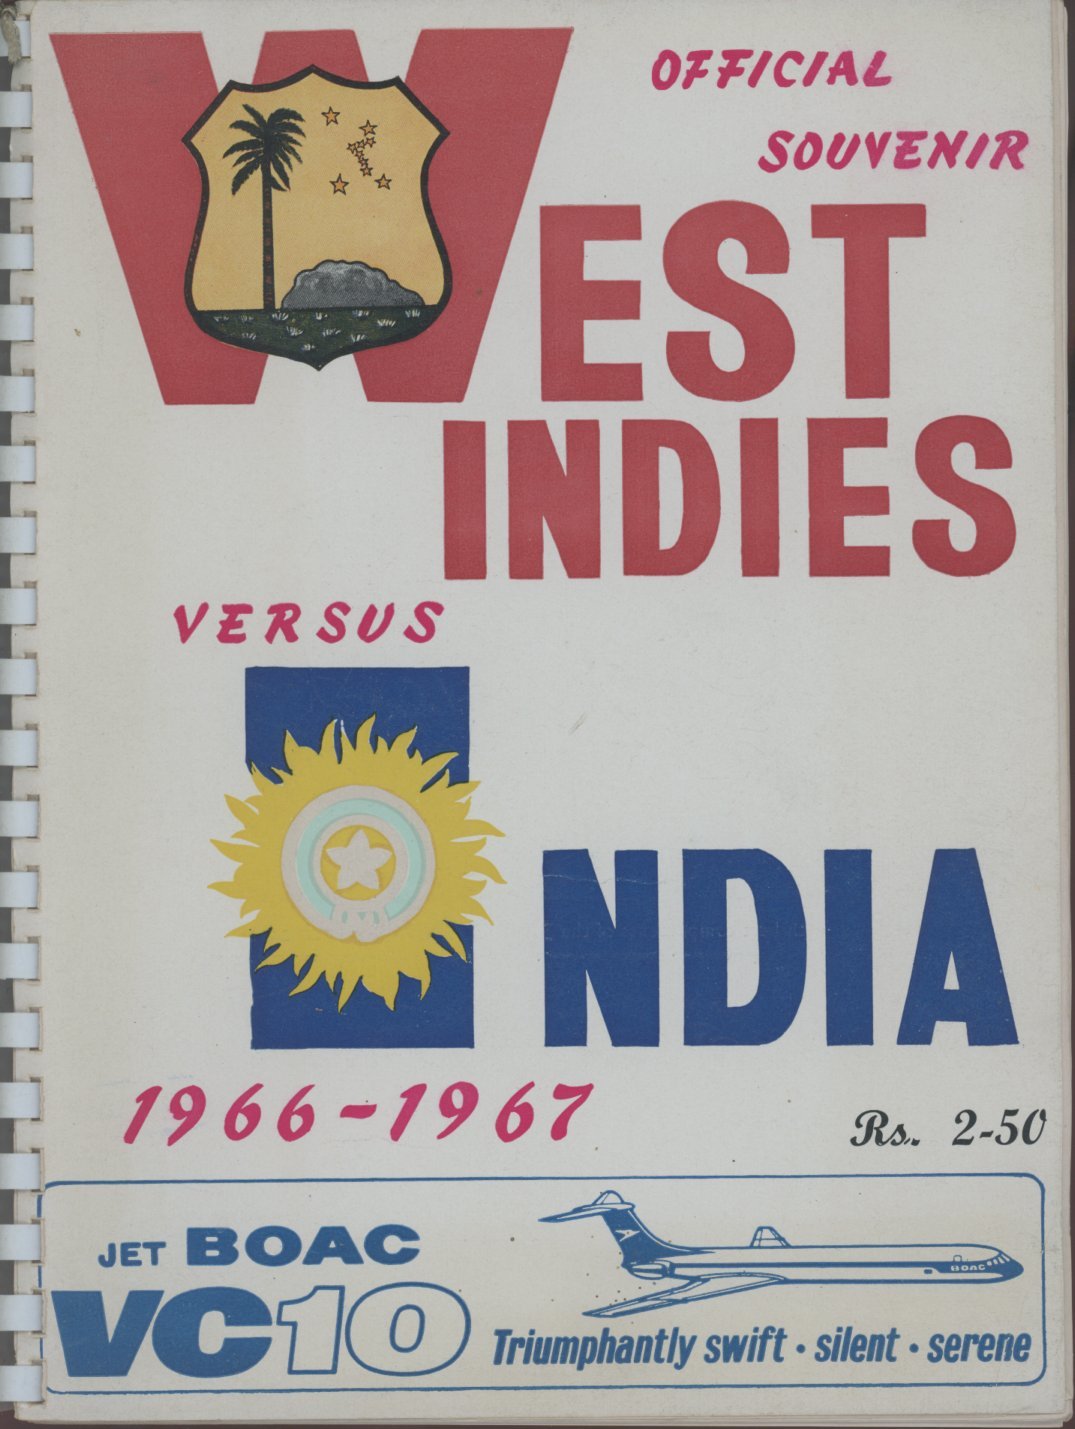 OFFICIAL
SOUVENIR
WEST
INDIES
VERSUS
INDIA
1966-1967
Rs. 2-50
JET BOAC
VC10
BOAC
Triumphantly swift · silent · serene